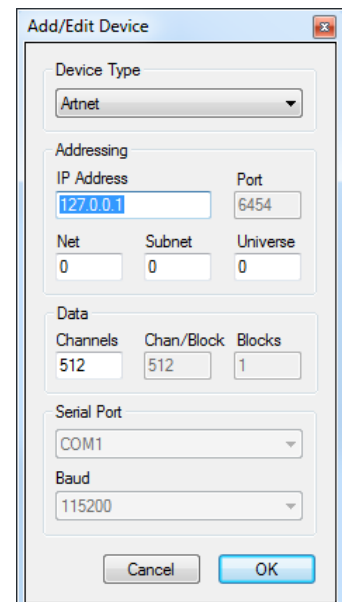 Add/Edit Device
Device Type
Artnet
Addressing
IP Address Port
127.0.0.1 6454
Net Subnet Universe
0 0 0
Data
Channels Chan/Block Blocks
512 512 1
Serial Port
COM1
Baud
115200
Cancel OK